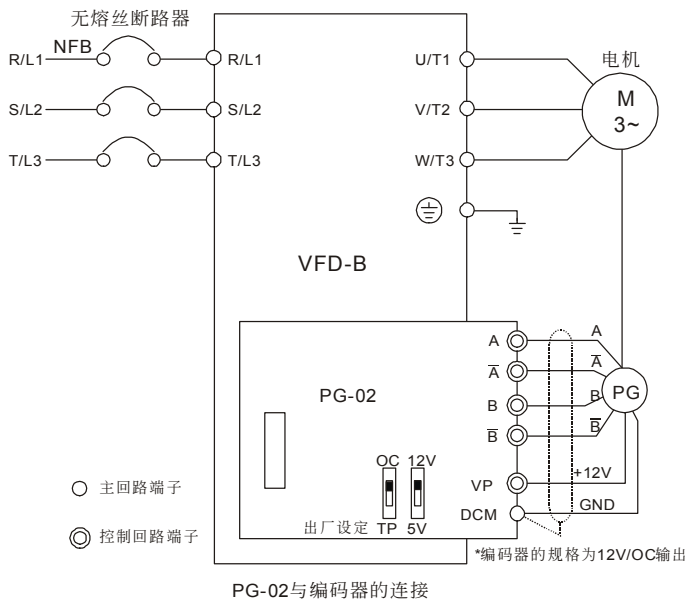 无熔丝断路器
NFB
R/L1
R/L1
U/T1
电机
S/L2
S/L2
V/T2
M
3~
T/L3
T/L3
W/T3
VFD-B
A
A
A̅
A̅
PG-02
B
B
PG
B̅
B̅
OC 12V
VP
+12V
主回路端子
DCM
GND
出厂设定 TP 5V
控制回路端子
*编码器的规格为12V/OC输出
PG-02与编码器的连接